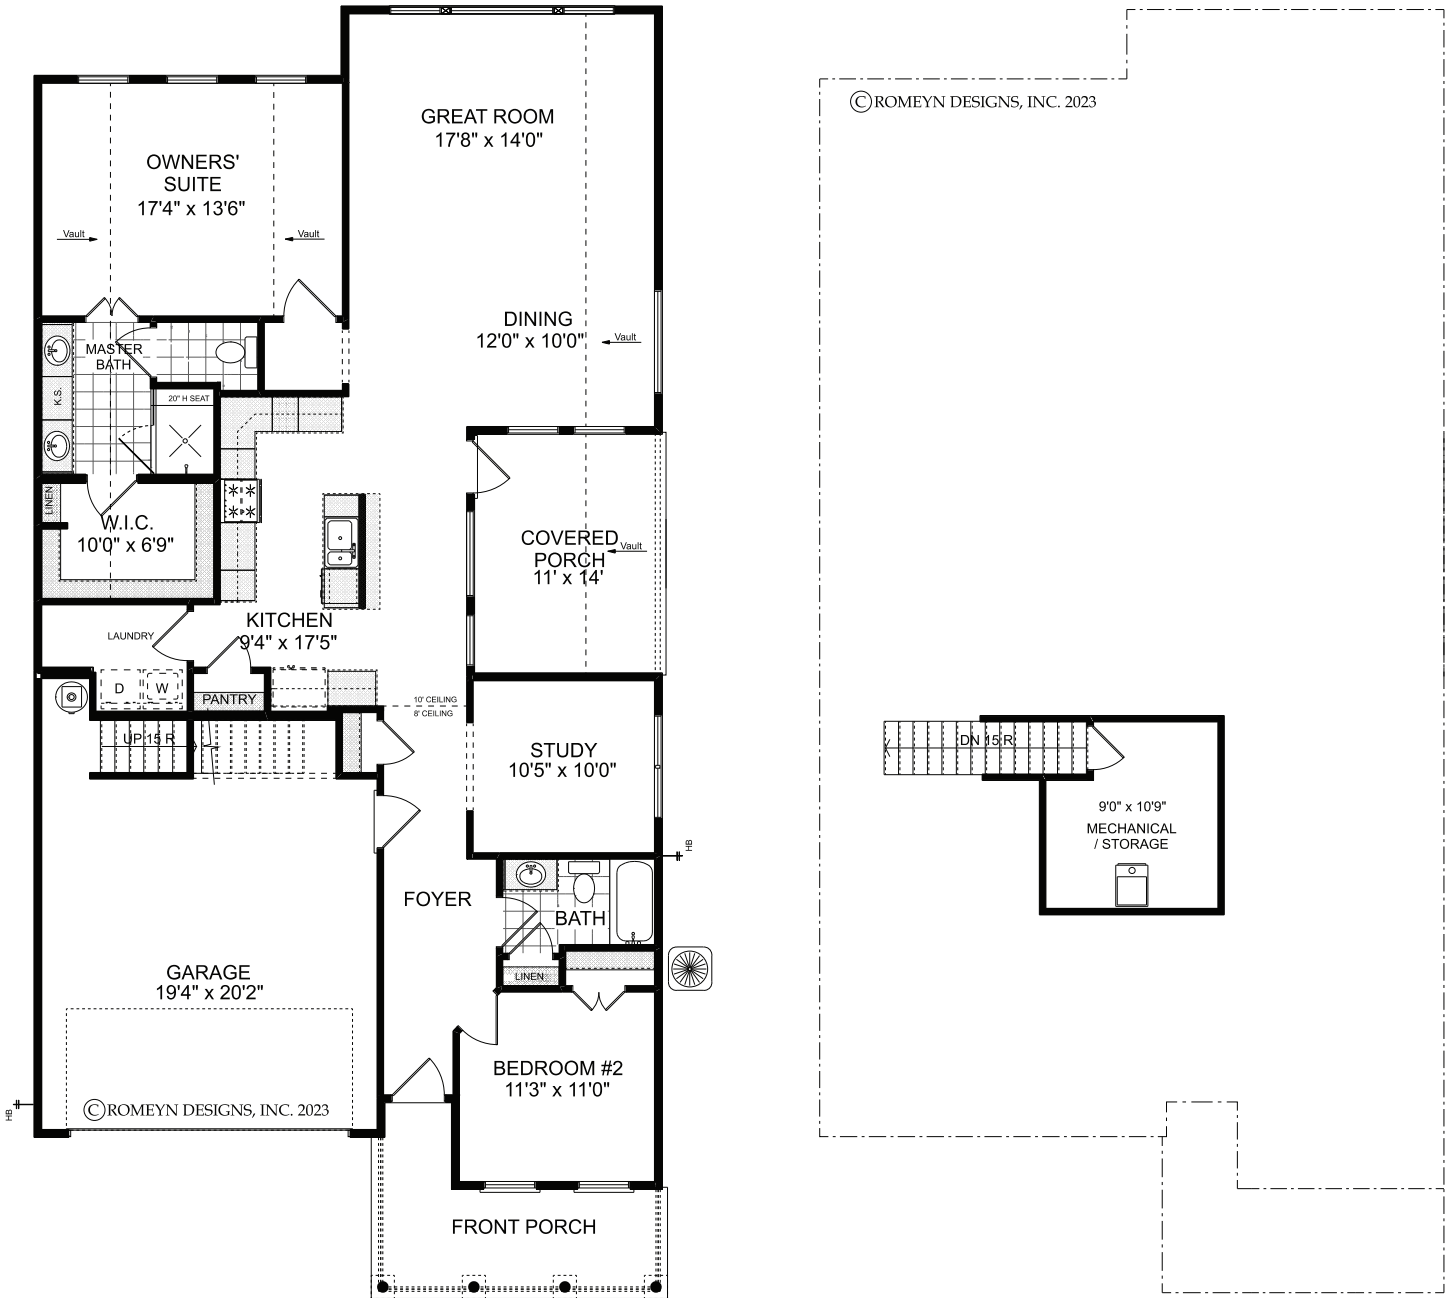 GREAT ROOM
17'8" x 14'0"
OWNERS'
SUITE
17'4" x 13'6"
Vault
Vault
DINING
12'0" x 10'0"
Vault
MASTER
BATH
K.S.
20" H SEAT
LINEN
W.I.C.
10'0" x 6'9"
COVERED
PORCH
11' x 14'
Vault
KITCHEN
9'4" x 17'5"
LAUNDRY
D
W
PANTRY
10' CEILING
8' CEILING
UP 15 R
STUDY
10'5" x 10'0"
HB
FOYER
BATH
LINEN
GARAGE
19'4" x 20'2"
BEDROOM #2
11'3" x 11'0"
© ROMEYN DESIGNS, INC. 2023
HB
FRONT PORCH
© ROMEYN DESIGNS, INC. 2023
DN 15 R
9'0" x 10'9"
MECHANICAL
/ STORAGE